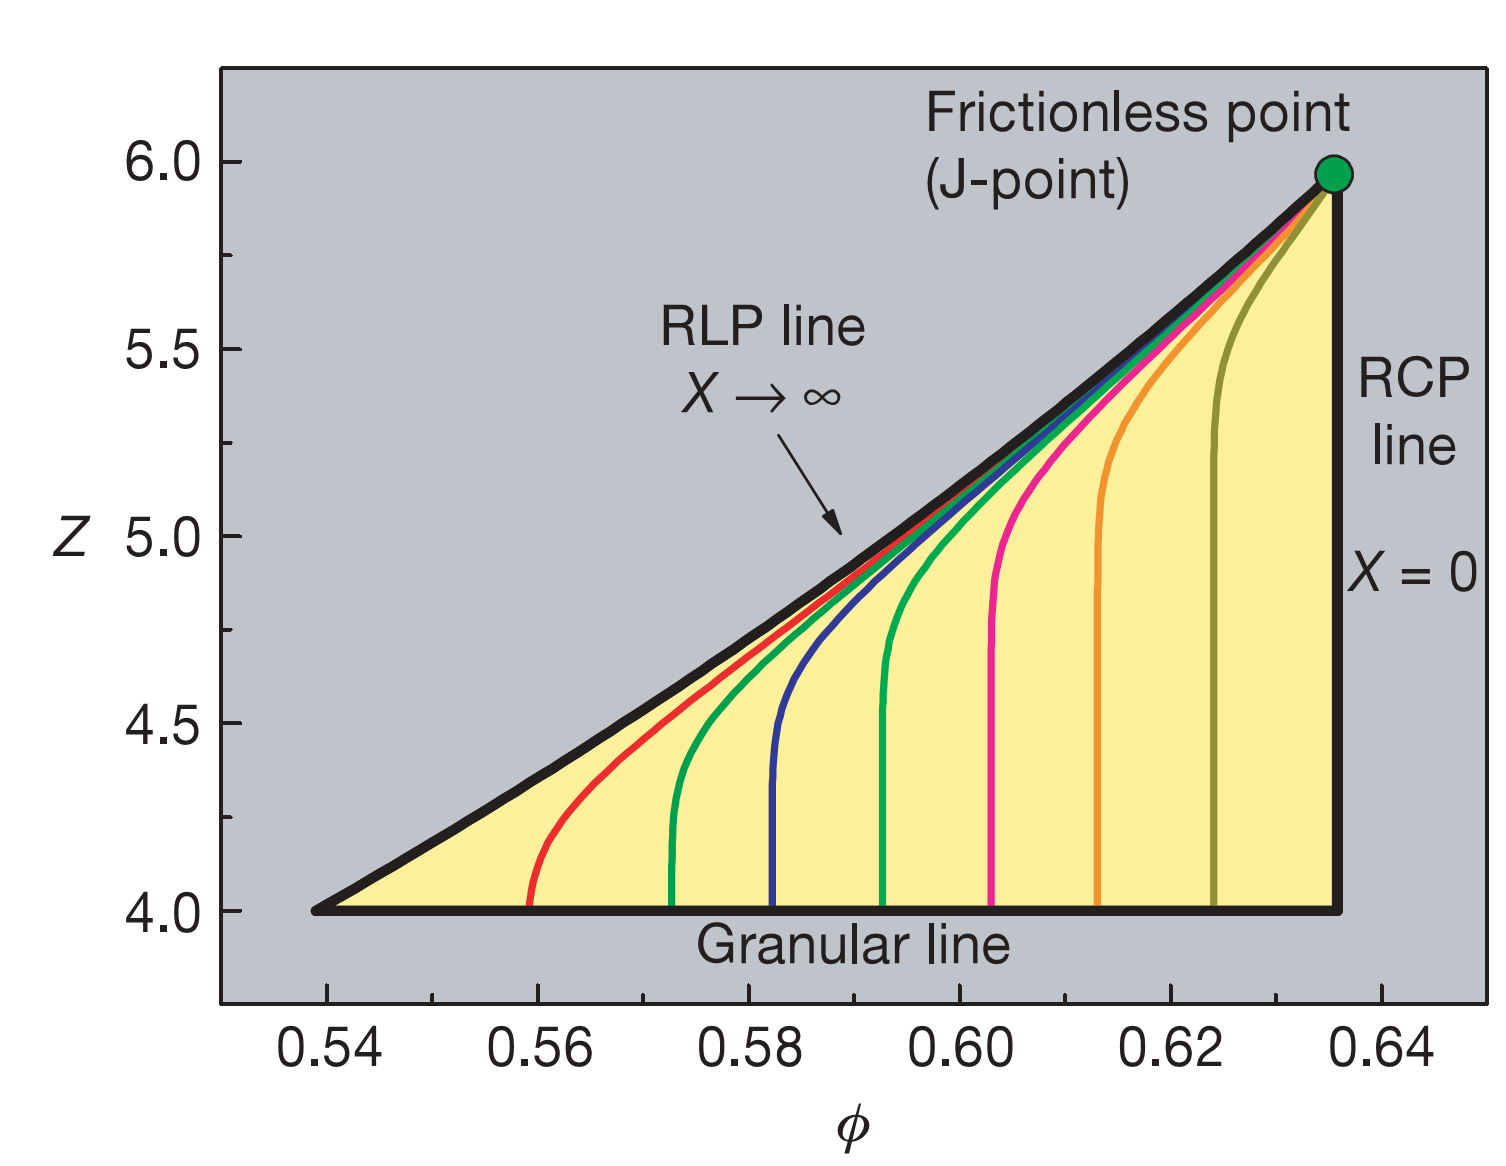 Frictionless point
(J-point)
RLP line
X → ∞
RCP
line
X = 0
Granular line
Z
6.0
5.5
5.0
4.5
4.0
0.54 0.56 0.58 0.60 0.62 0.64
ϕ